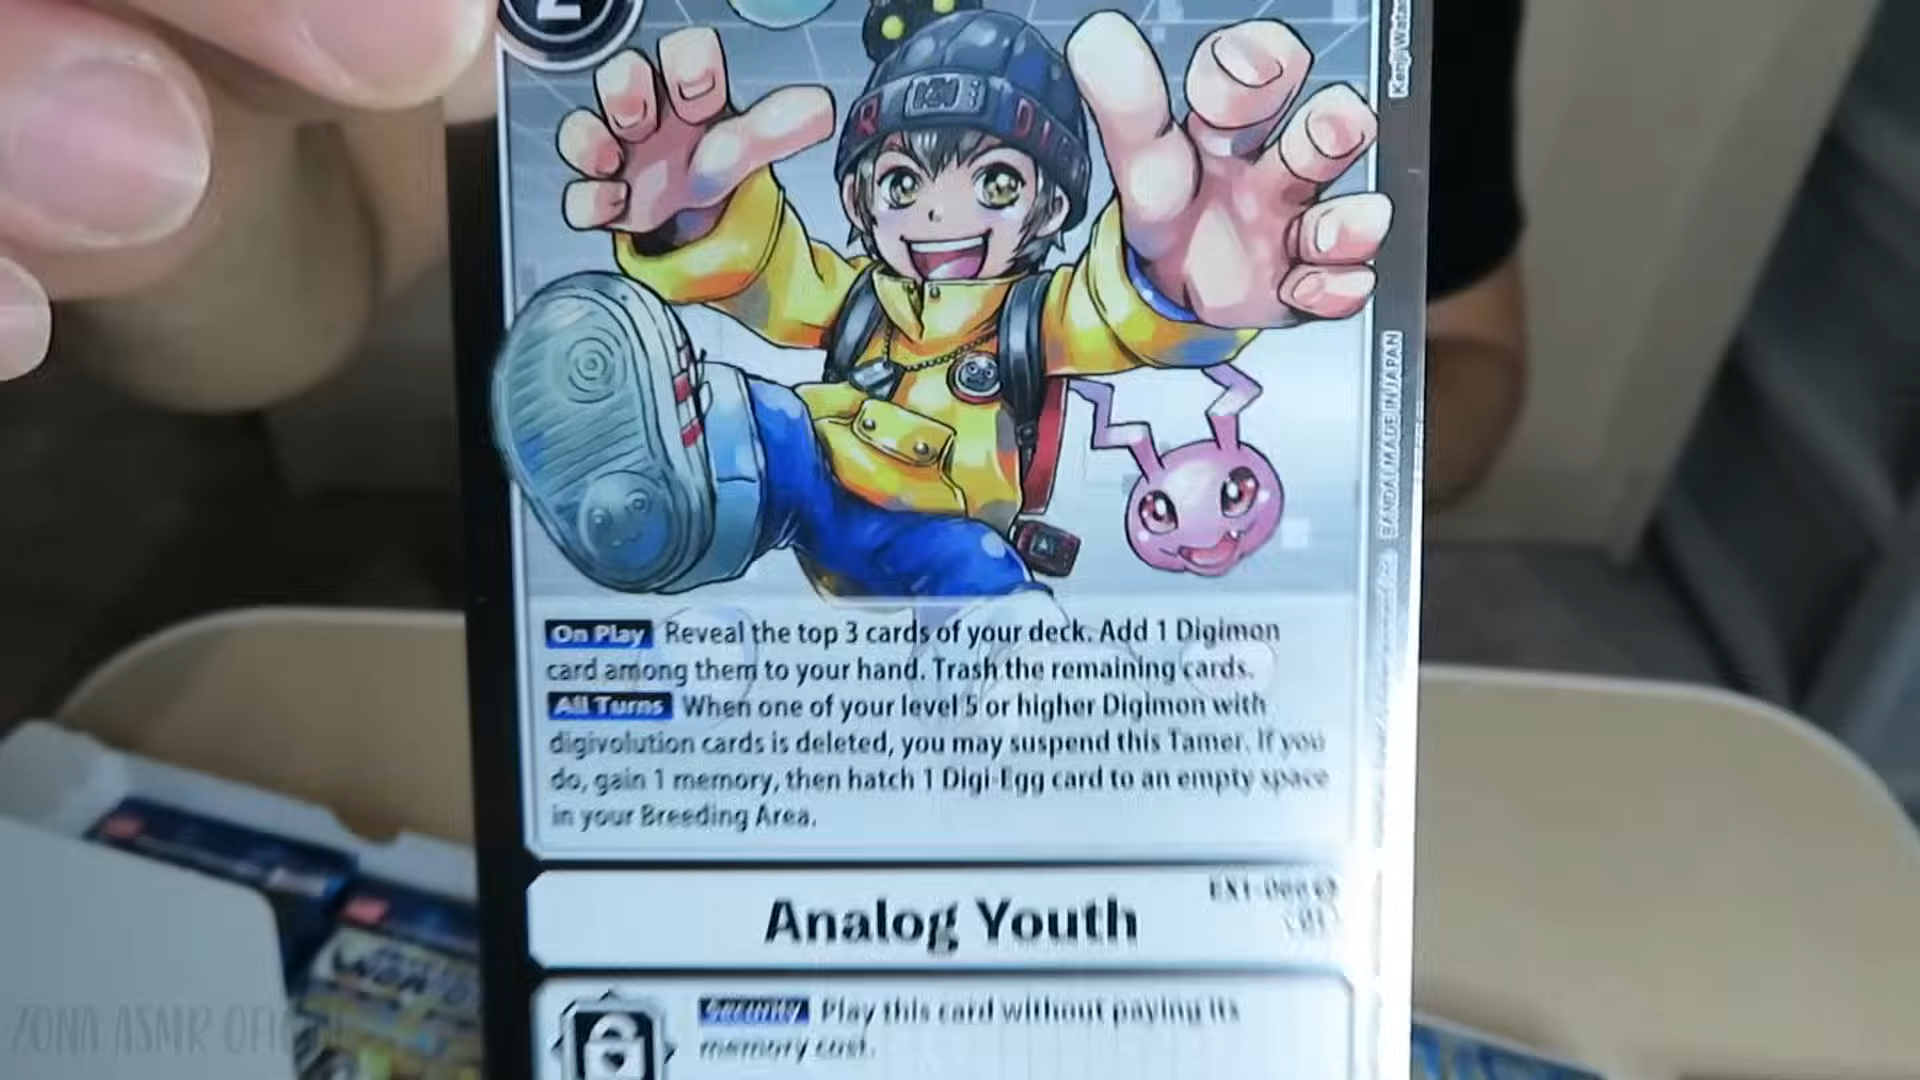 2
Kenji Wata
On Play Reveal the top 3 cards of your deck. Add 1 Digimon
card among them to your hand. Trash the remaining cards.
All Turns When one of your level 5 or higher Digimon with
digivolution cards is deleted, you may suspend this Tamer. If you
do, gain 1 memory, then hatch 1 Digi-Egg card to an empty space
in your Breeding Area.
BANDAI MADE IN JAPAN
Analog Youth
Security Play this card without paying its
memory cost.
ZONA ASMR OFIC